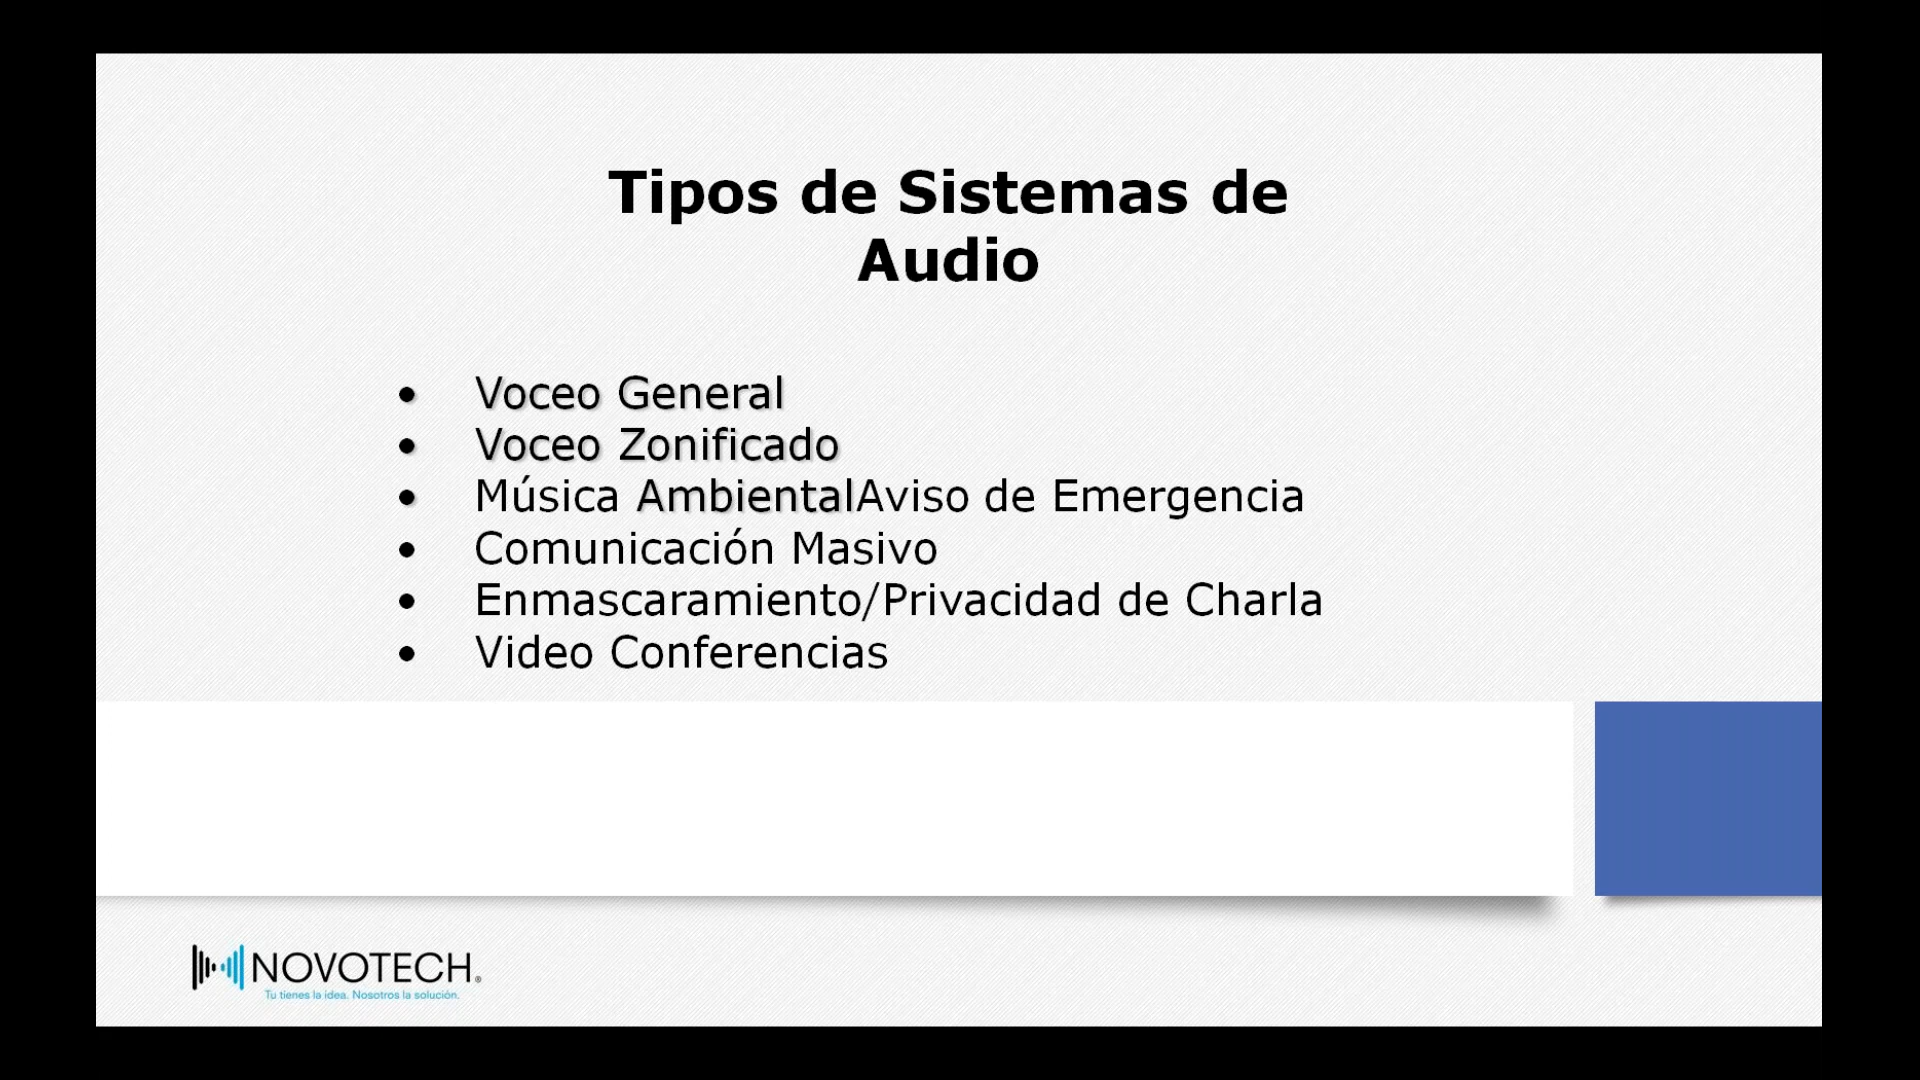 Tipos de Sistemas de
Audio
• Voceo General
• Voceo Zonificado
• Música AmbientalAviso de Emergencia
• Comunicación Masivo
• Enmascaramiento/Privacidad de Charla
• Video Conferencias
NOVOTECH®
Tu tienes la idea. Nosotros la solución.